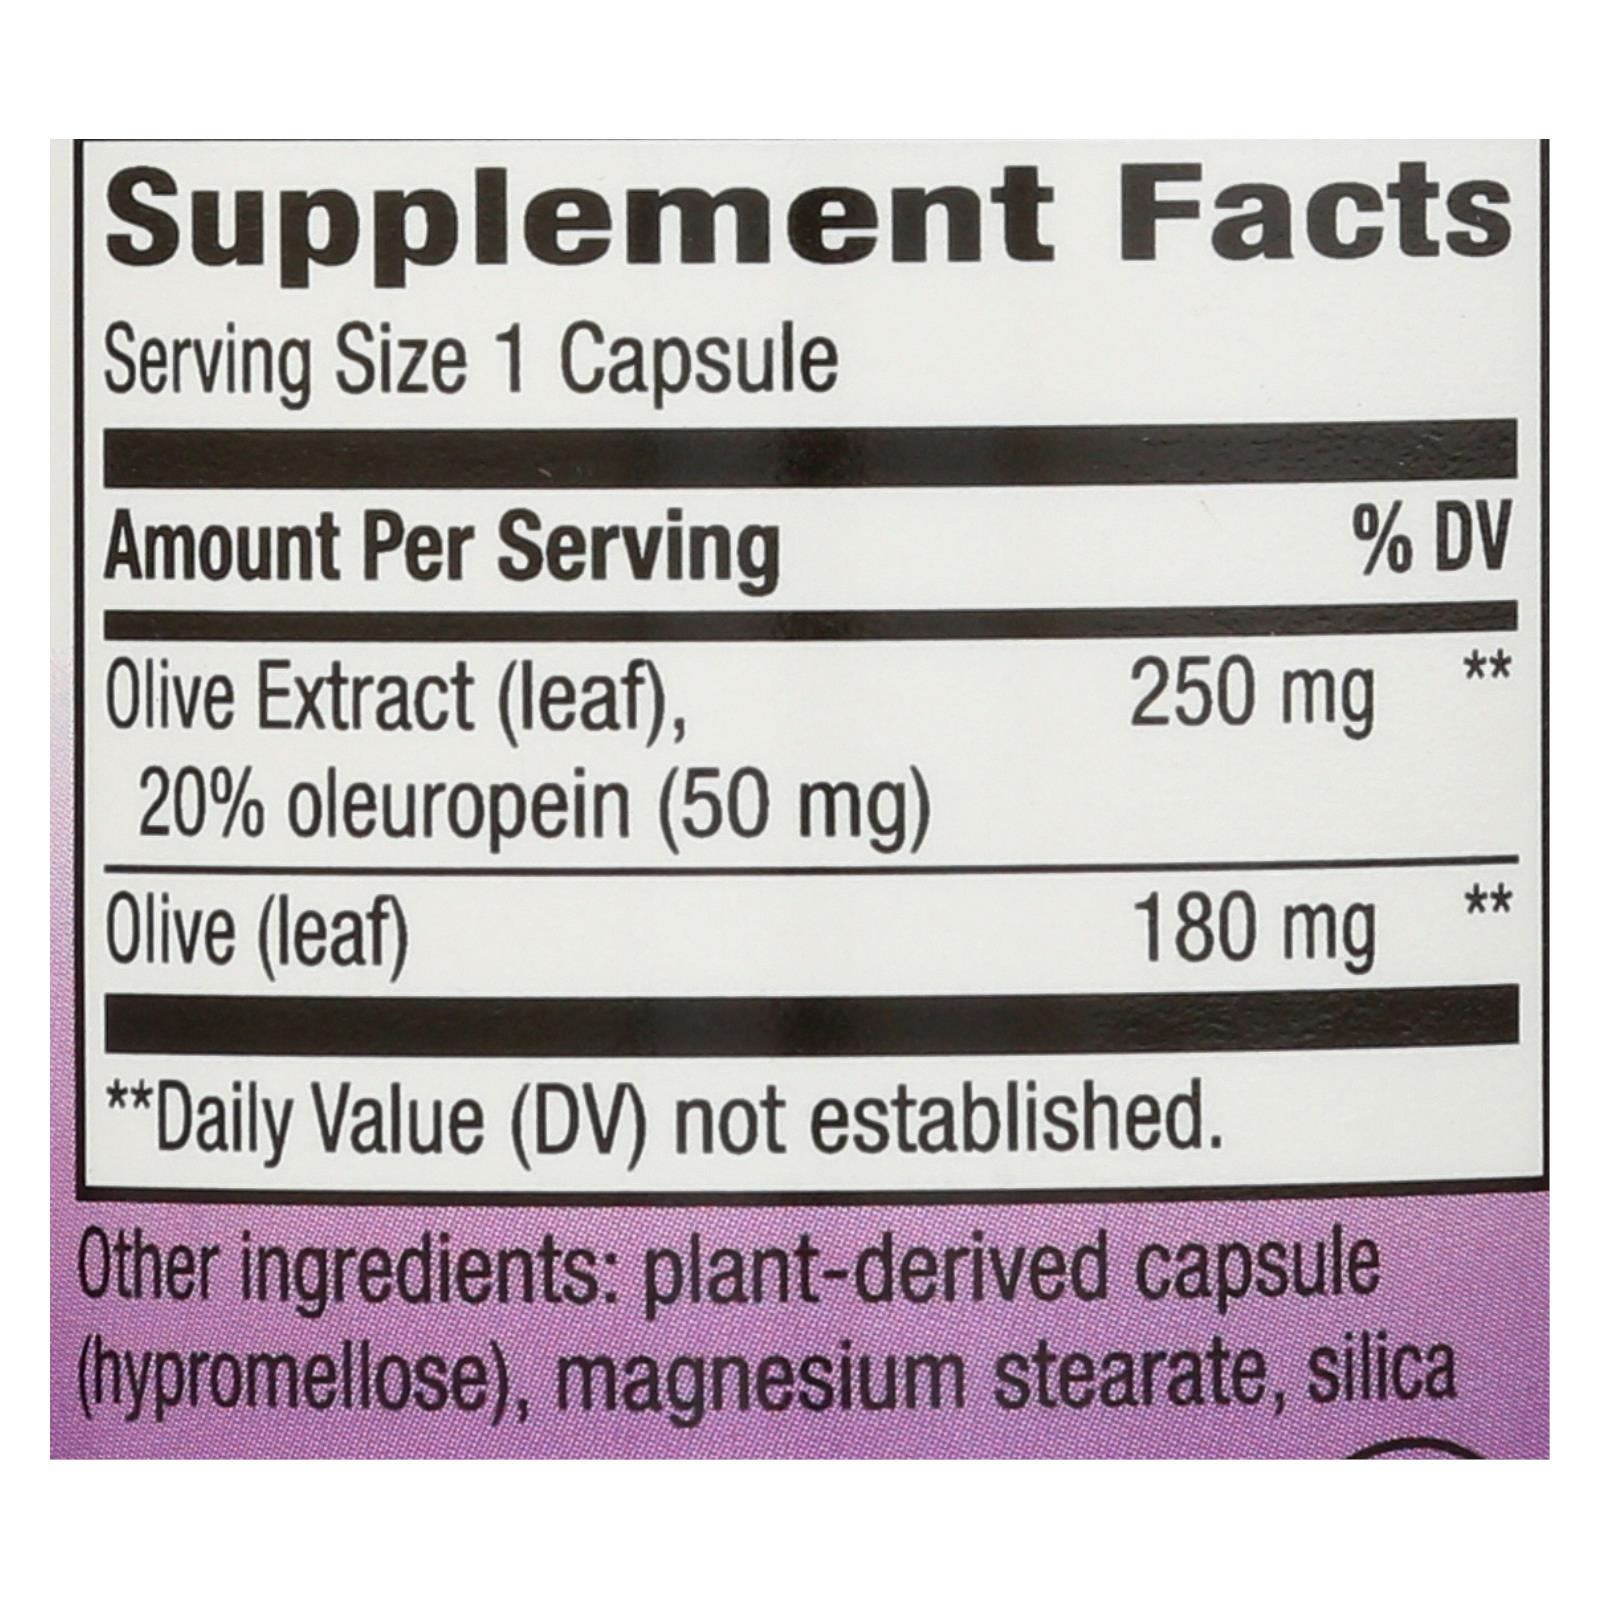 Supplement Facts
Serving Size 1 Capsule
Amount Per Serving % DV
Olive Extract (leaf), 250 mg **
20% oleuropein (50 mg)
Olive (leaf) 180 mg **
**Daily Value (DV) not established.
Other ingredients: plant-derived capsule
(hypromellose), magnesium stearate, silica